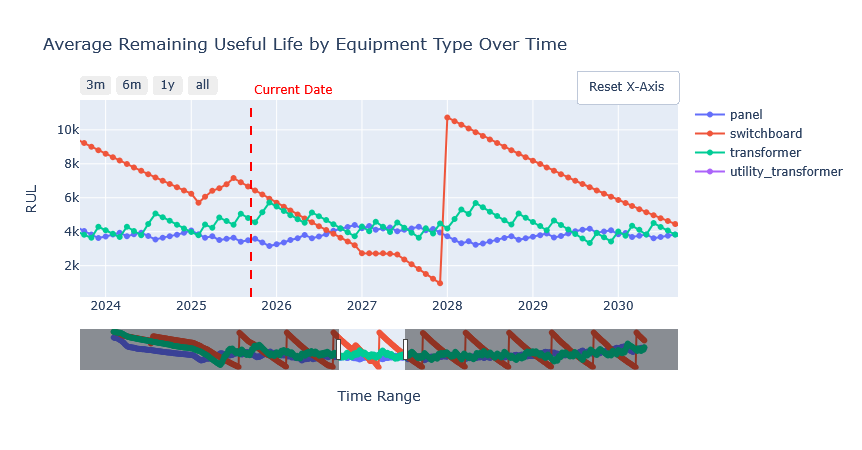 Average Remaining Useful Life by Equipment Type Over Time
3m 6m 1y all
Current Date
Reset X-Axis
panel
switchboard
transformer
utility_transformer
RUL
10k
8k
6k
4k
2k
2024 2025 2026 2027 2028 2029 2030
Time Range